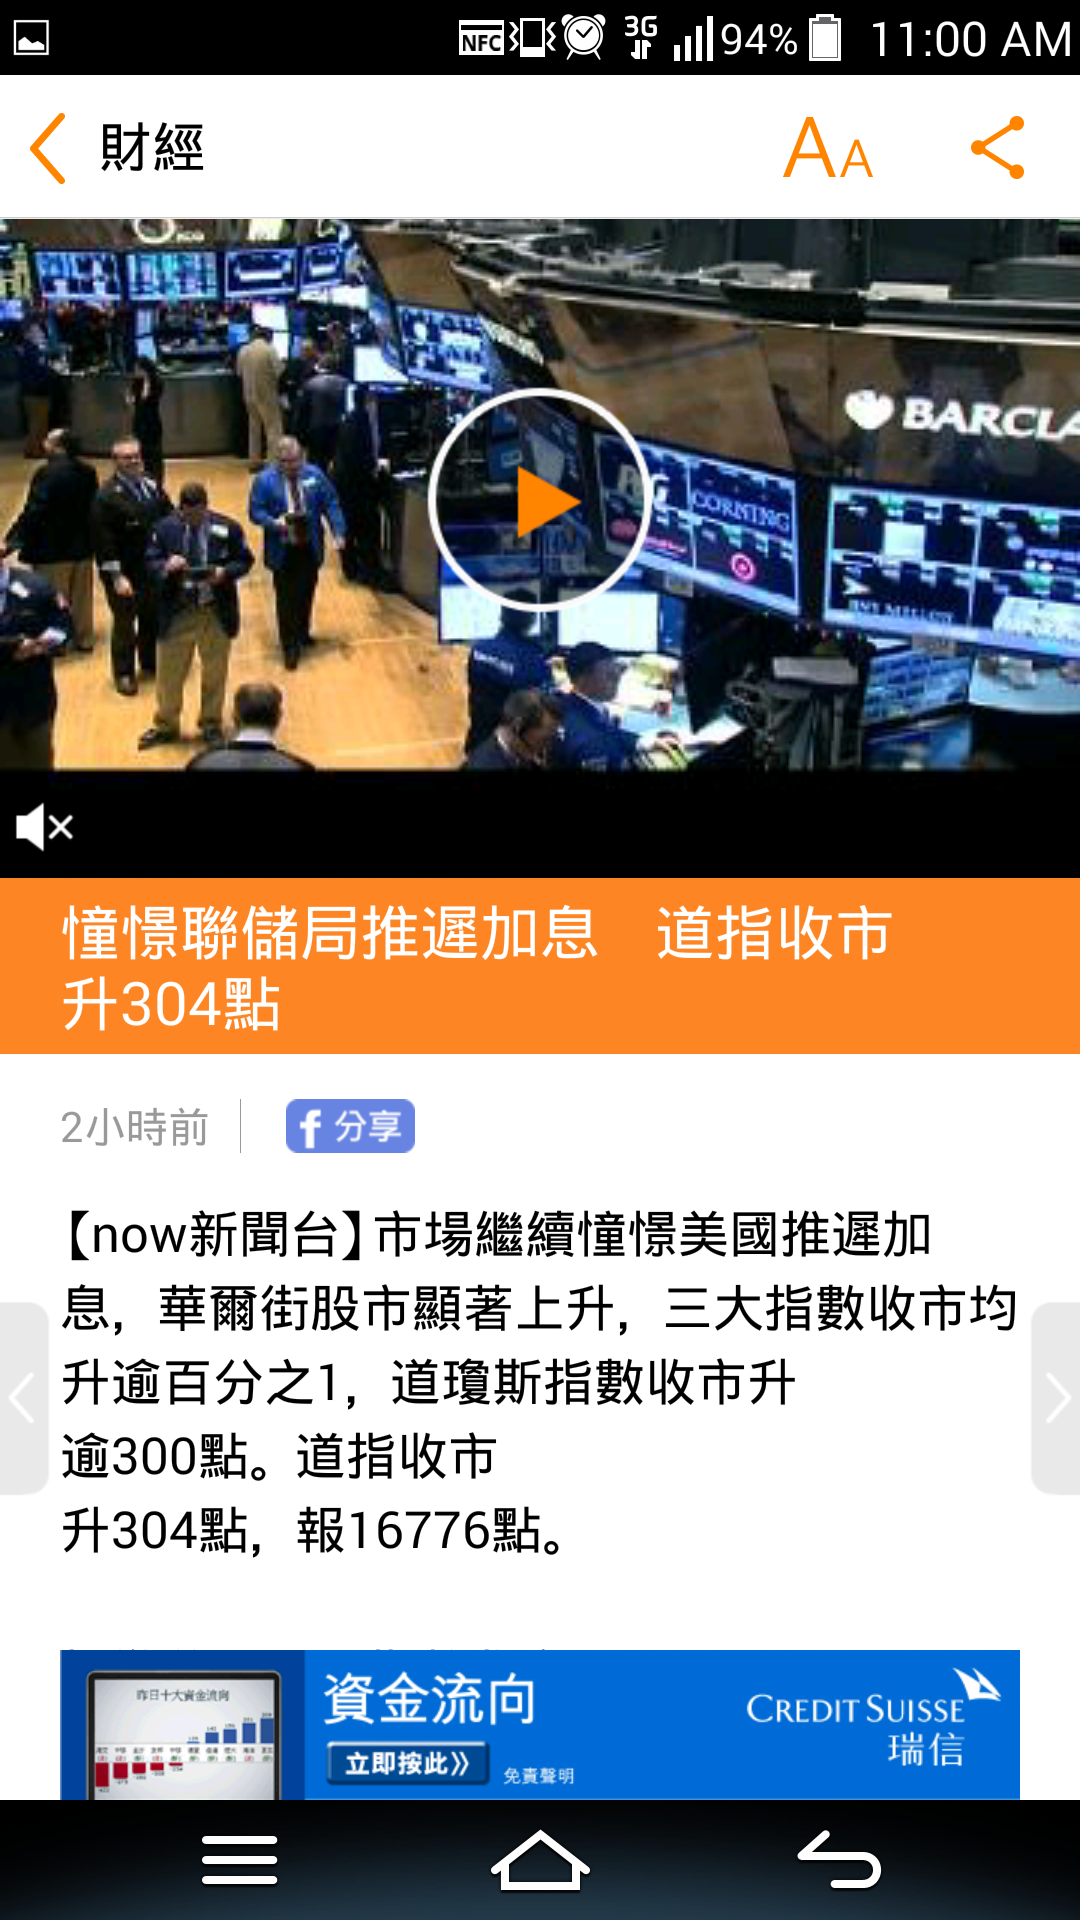 NFC 3G 94% 11:00 AM
財經 AA
BARCLA
CORNING
BNY MELLON
憧憬聯儲局推遲加息 道指收市
升304點
2小時前 f 分享
【now新聞台】市場繼續憧憬美國推遲加
息，華爾街股市顯著上升，三大指數收市均
升逾百分之1，道瓊斯指數收市升
逾300點。道指收市
升304點，報16776點。
昨日十大資金流向
資金流向
CREDIT SUISSE
瑞信
立即按此》
免責聲明